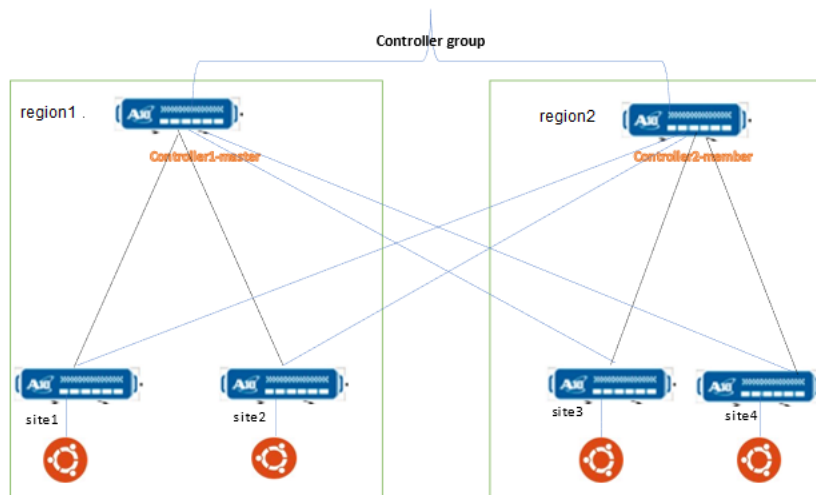 Controller group
region1 .
region2
Controller1-master
Controller2-member
site1
site2
site3
site4